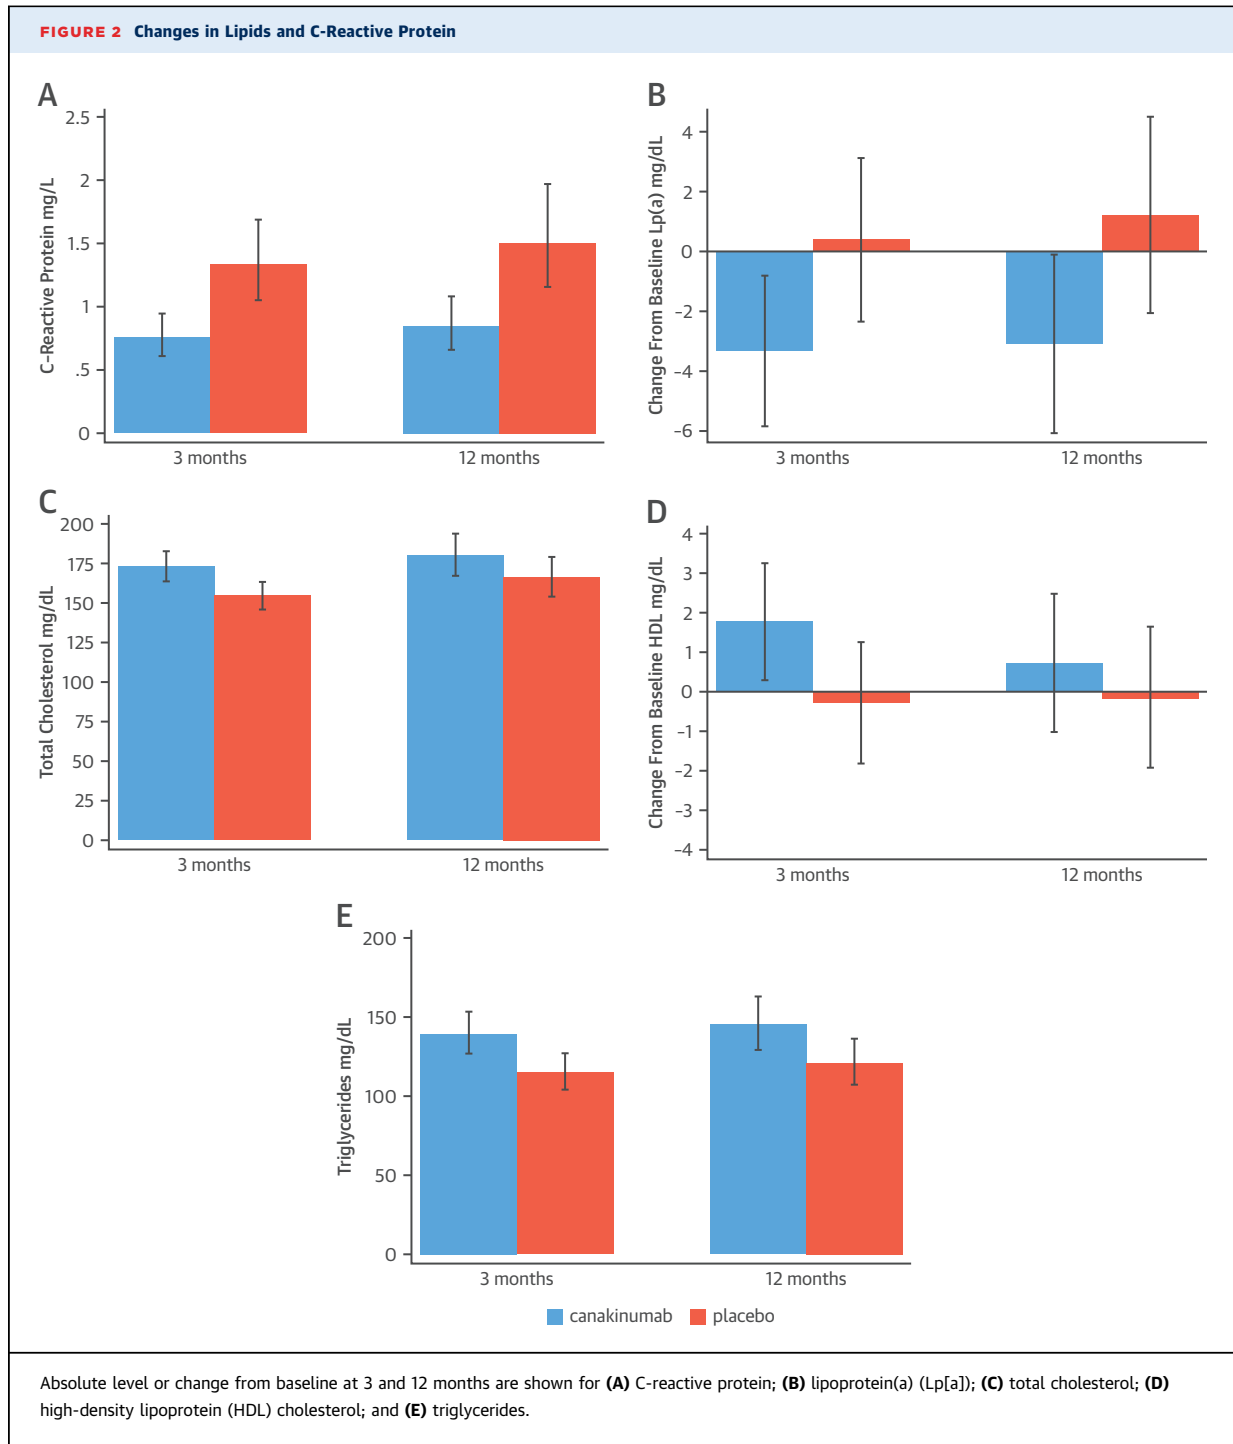 FIGURE 2 Changes in Lipids and C-Reactive Protein
A
C-Reactive Protein mg/L
2.5
2
1.5
1
.5
0
3 months
12 months
B
Change From Baseline Lp(a) mg/dL
4
2
0
-2
-4
-6
3 months
12 months
C
Total Cholesterol mg/dL
200
175
150
125
100
75
50
25
0
3 months
12 months
D
Change From Baseline HDL mg/dL
4
3
2
1
0
-1
-2
-3
-4
3 months
12 months
E
Triglycerides mg/dL
200
150
100
50
0
3 months
12 months
canakinumab placebo
Absolute level or change from baseline at 3 and 12 months are shown for (A) C-reactive protein; (B) lipoprotein(a) (Lp[a]); (C) total cholesterol; (D)
high-density lipoprotein (HDL) cholesterol; and (E) triglycerides.